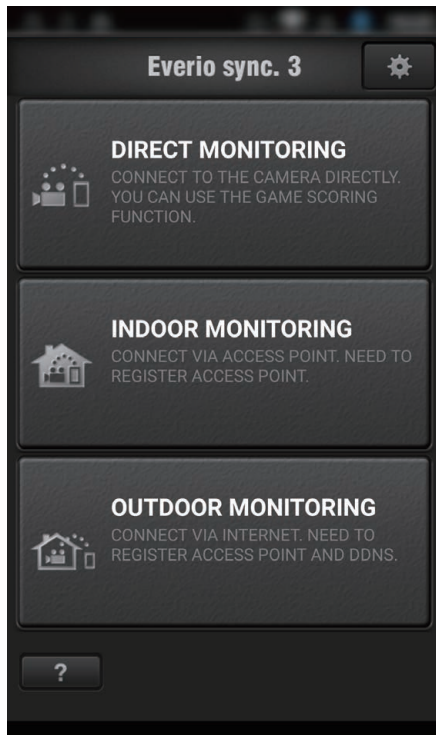 Everio sync. 3
DIRECT MONITORING
CONNECT TO THE CAMERA DIRECTLY.
YOU CAN USE THE GAME SCORING
FUNCTION.
INDOOR MONITORING
CONNECT VIA ACCESS POINT. NEED TO
REGISTER ACCESS POINT.
OUTDOOR MONITORING
CONNECT VIA INTERNET. NEED TO
REGISTER ACCESS POINT AND DDNS.
?